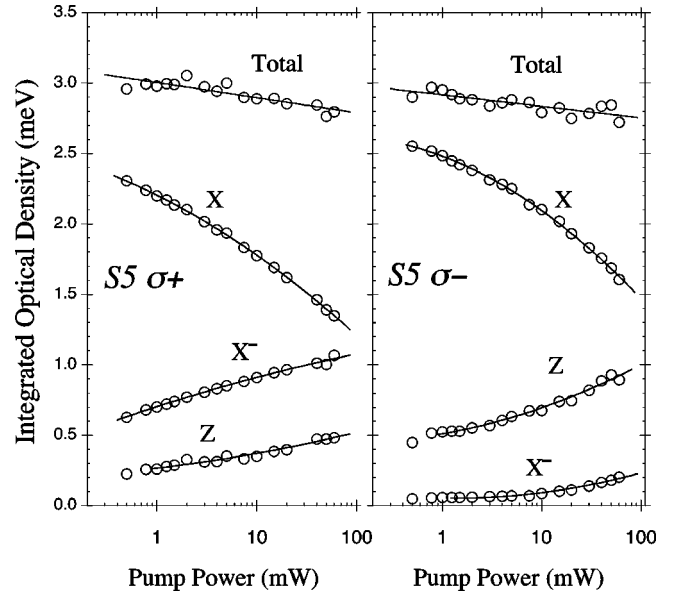 Integrated Optical Density (meV)
3.5
3.0
2.5
2.0
1.5
1.0
0.5
0.0
Total
X
S5 σ+
X⁻
Z
1
10
100
Pump Power (mW)
Total
X
S5 σ−
Z
X⁻
1
10
100
Pump Power (mW)